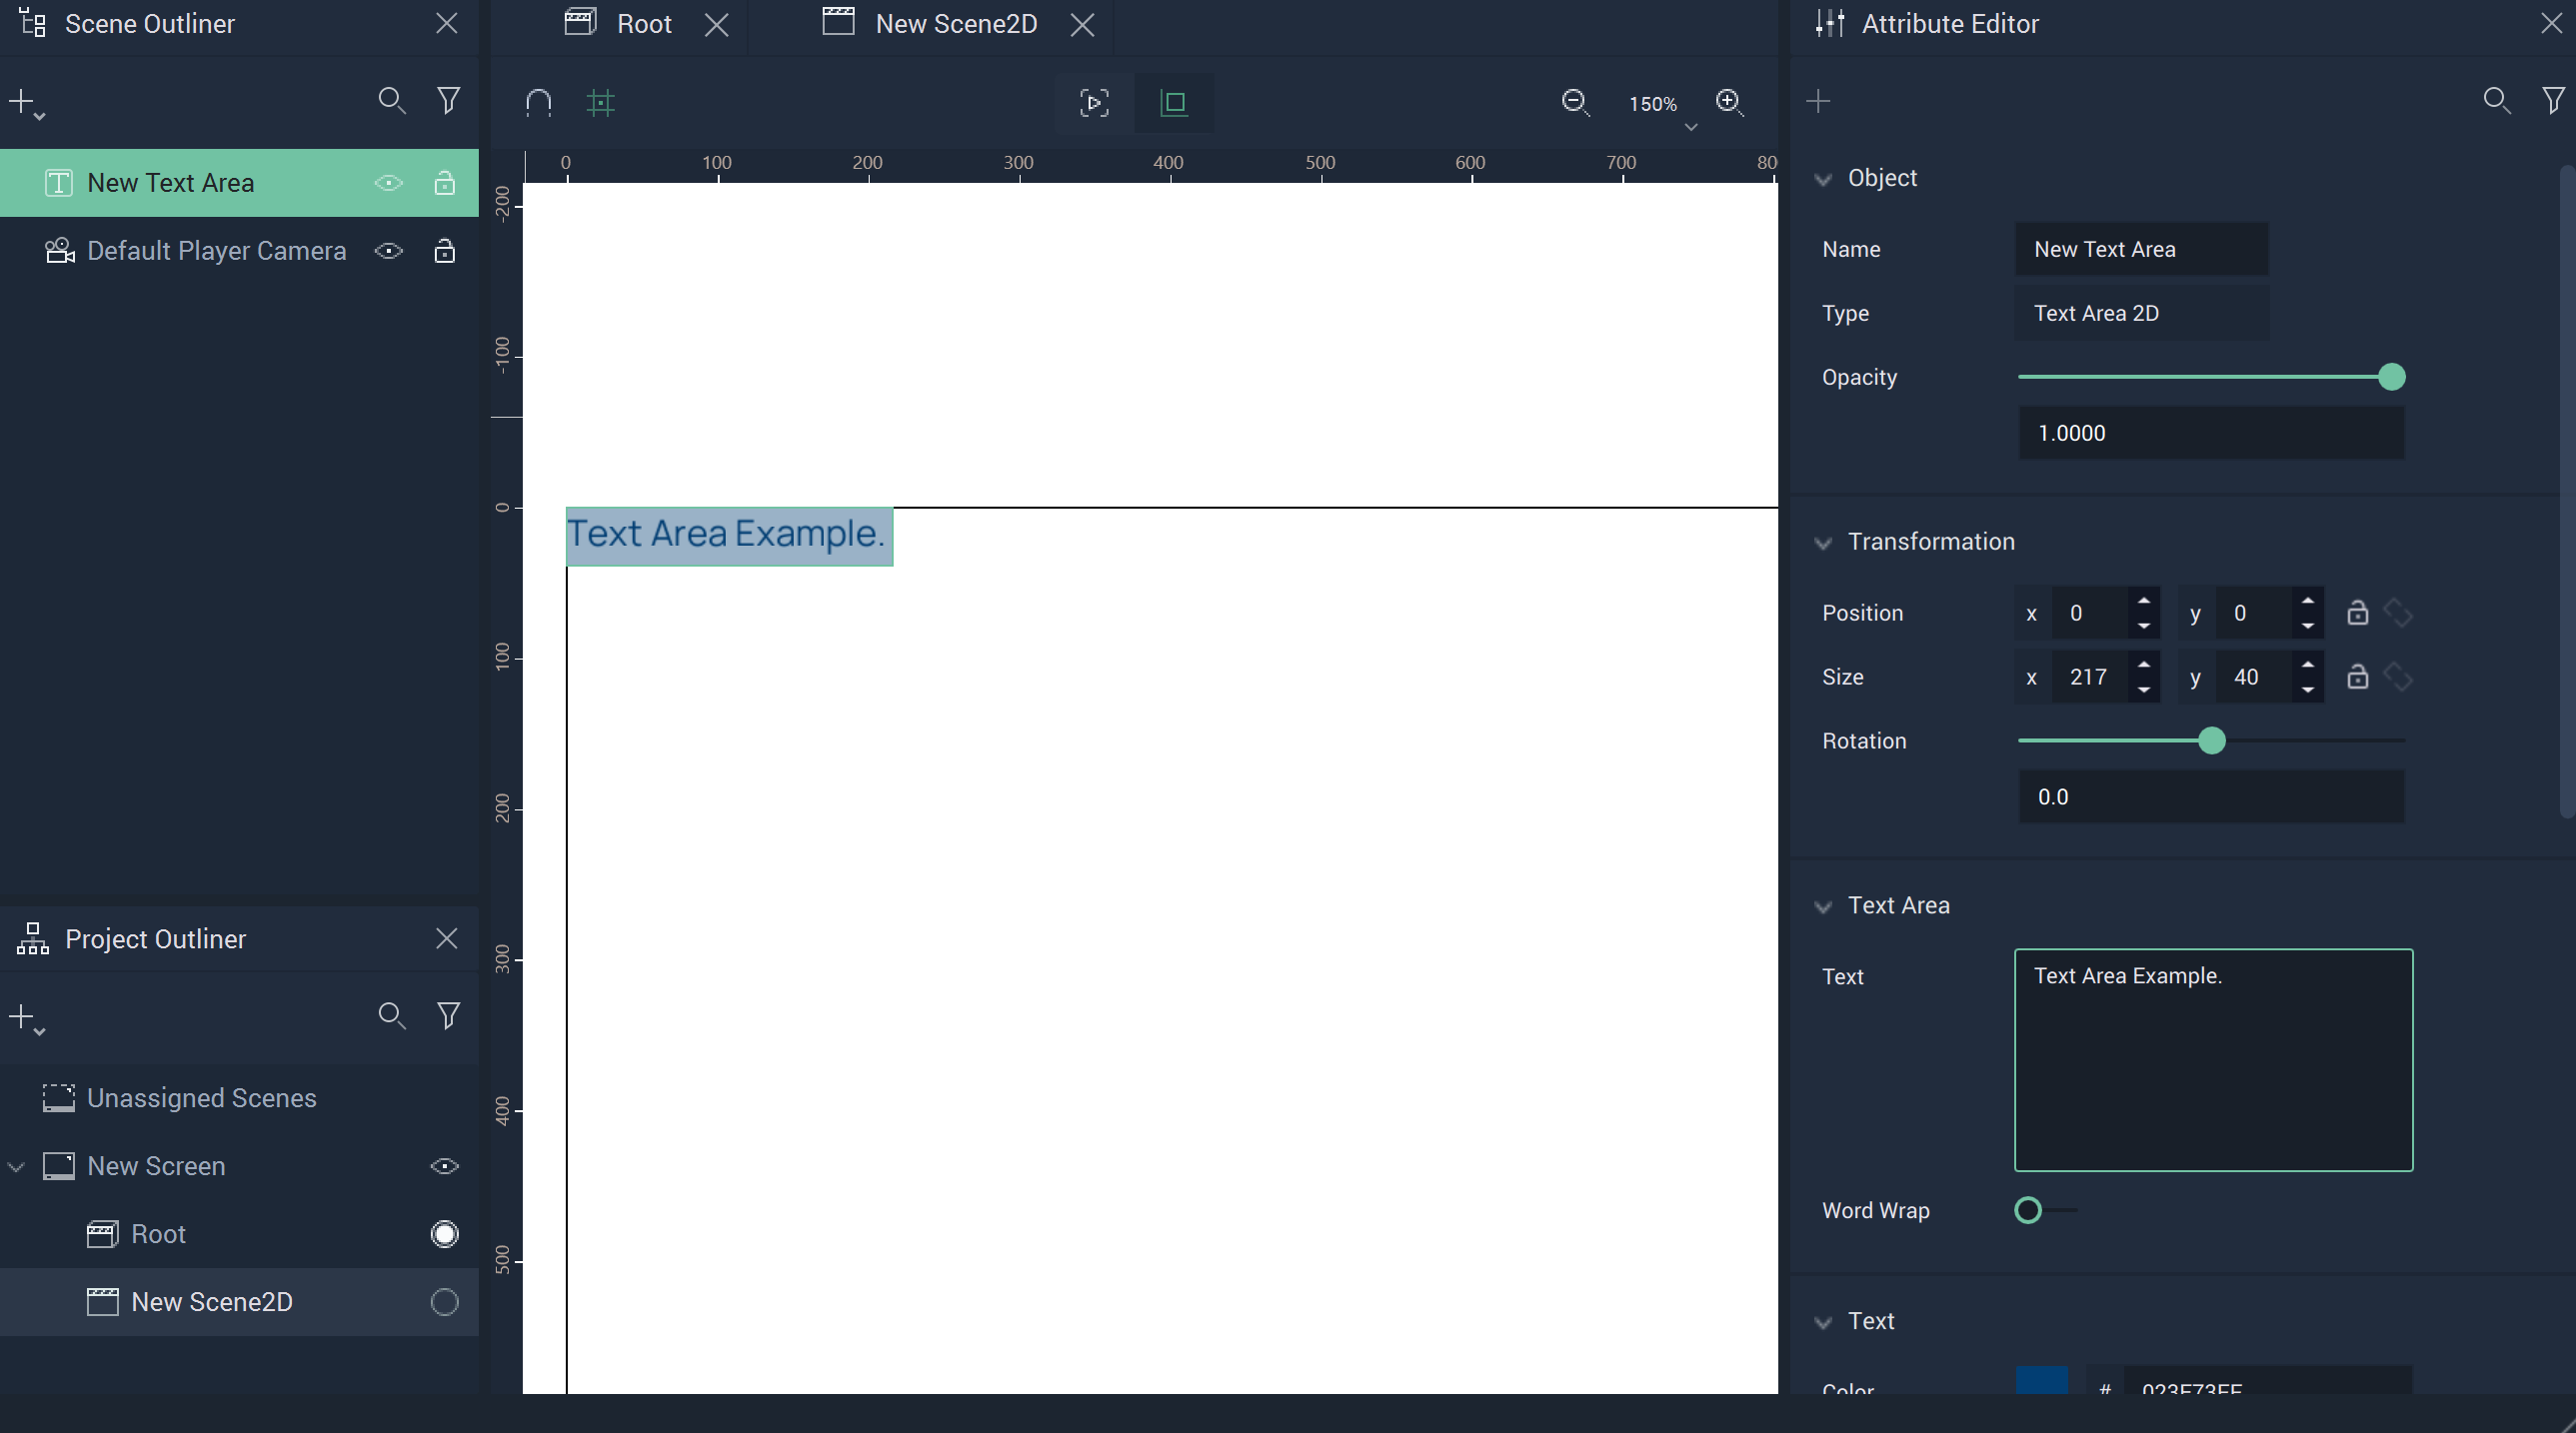 Scene Outliner
New Text Area
Default Player Camera
Project Outliner
Unassigned Scenes
New Screen
Root
New Scene2D
Root
New Scene2D
150%
0 100 200 300 400 500 600 700 80
-200
-100
0
100
200
300
400
500
Text Area Example.
Attribute Editor
Object
Name New Text Area
Type Text Area 2D
Opacity
1.0000
Transformation
Position x 0 y 0
Size x 217 y 40
Rotation
0.0
Text Area
Text Text Area Example.
Word Wrap
Text
Color #